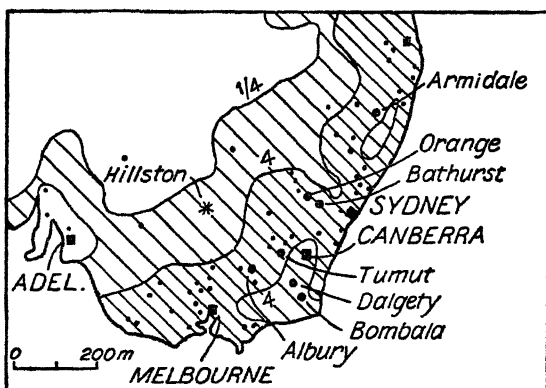 1/4
Armidale
4
Orange
Hillston
Bathurst
SYDNEY
CANBERRA
ADEL.
Tumut
4
Dalgety
Bombala
0 200m
Albury
MELBOURNE